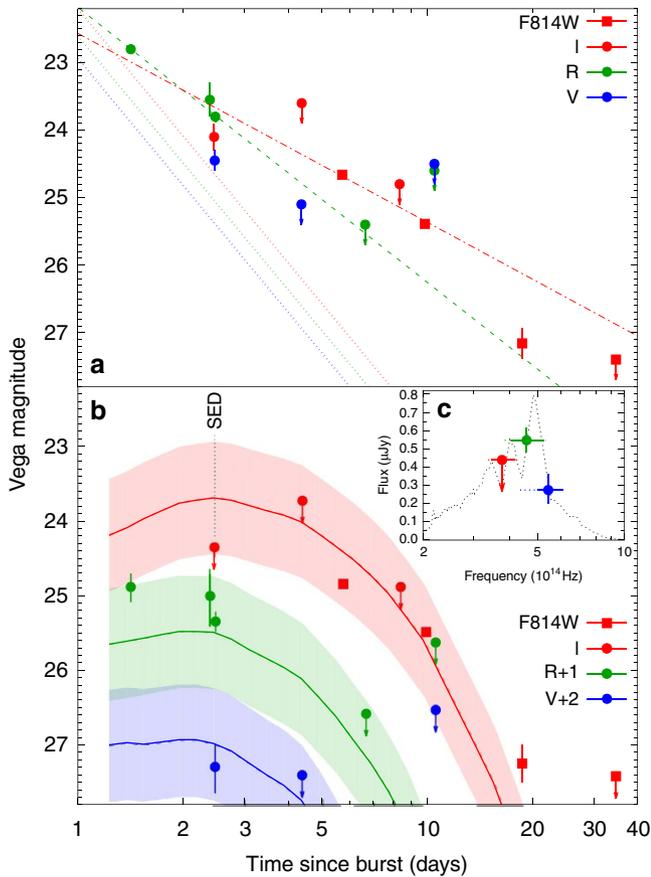 F814W
I
R
V
23
24
25
26
27
a
Vega magnitude
b
SED
23
24
25
26
27
c
0.8
0.7
0.6
0.5
0.4
0.3
0.2
0.1
0.0
Flux (μJy)
2 5 10
Frequency (10¹⁴ Hz)
F814W
I
R+1
V+2
1 2 3 5 10 20 30 40
Time since burst (days)